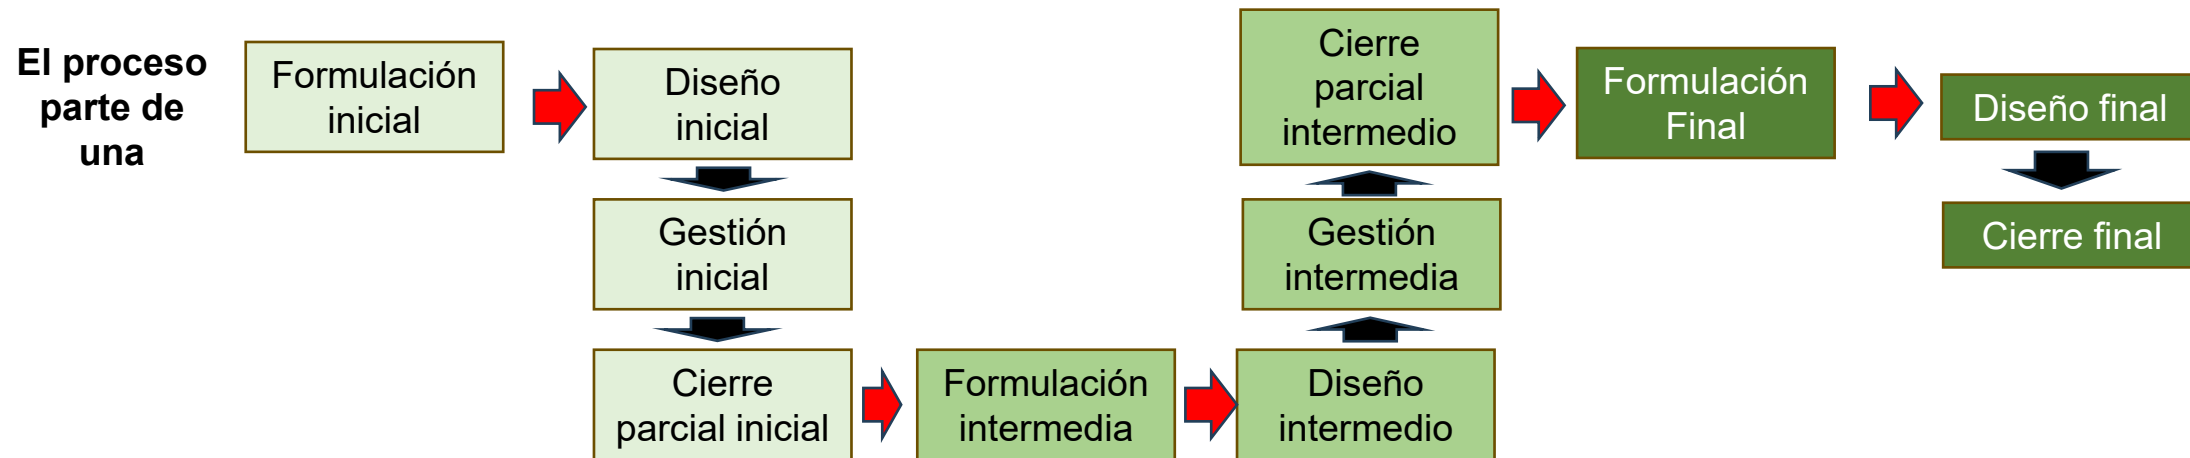 El proceso
parte de
una
Formulación
inicial
Diseño
inicial
Gestión
inicial
Cierre
parcial inicial
Formulación
intermedia
Diseño
intermedio
Gestión
intermedia
Cierre
parcial
intermedio
Formulación
Final
Diseño final
Cierre final